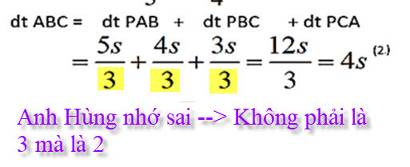 dt ABC = dt PAB + dt PBC + dt PCA
= 5s/3 + 4s/3 + 3s/3 = 12s/3 = 4s (2)
Anh Hùng nhớ sai --> Không phải là
3 mà là 2